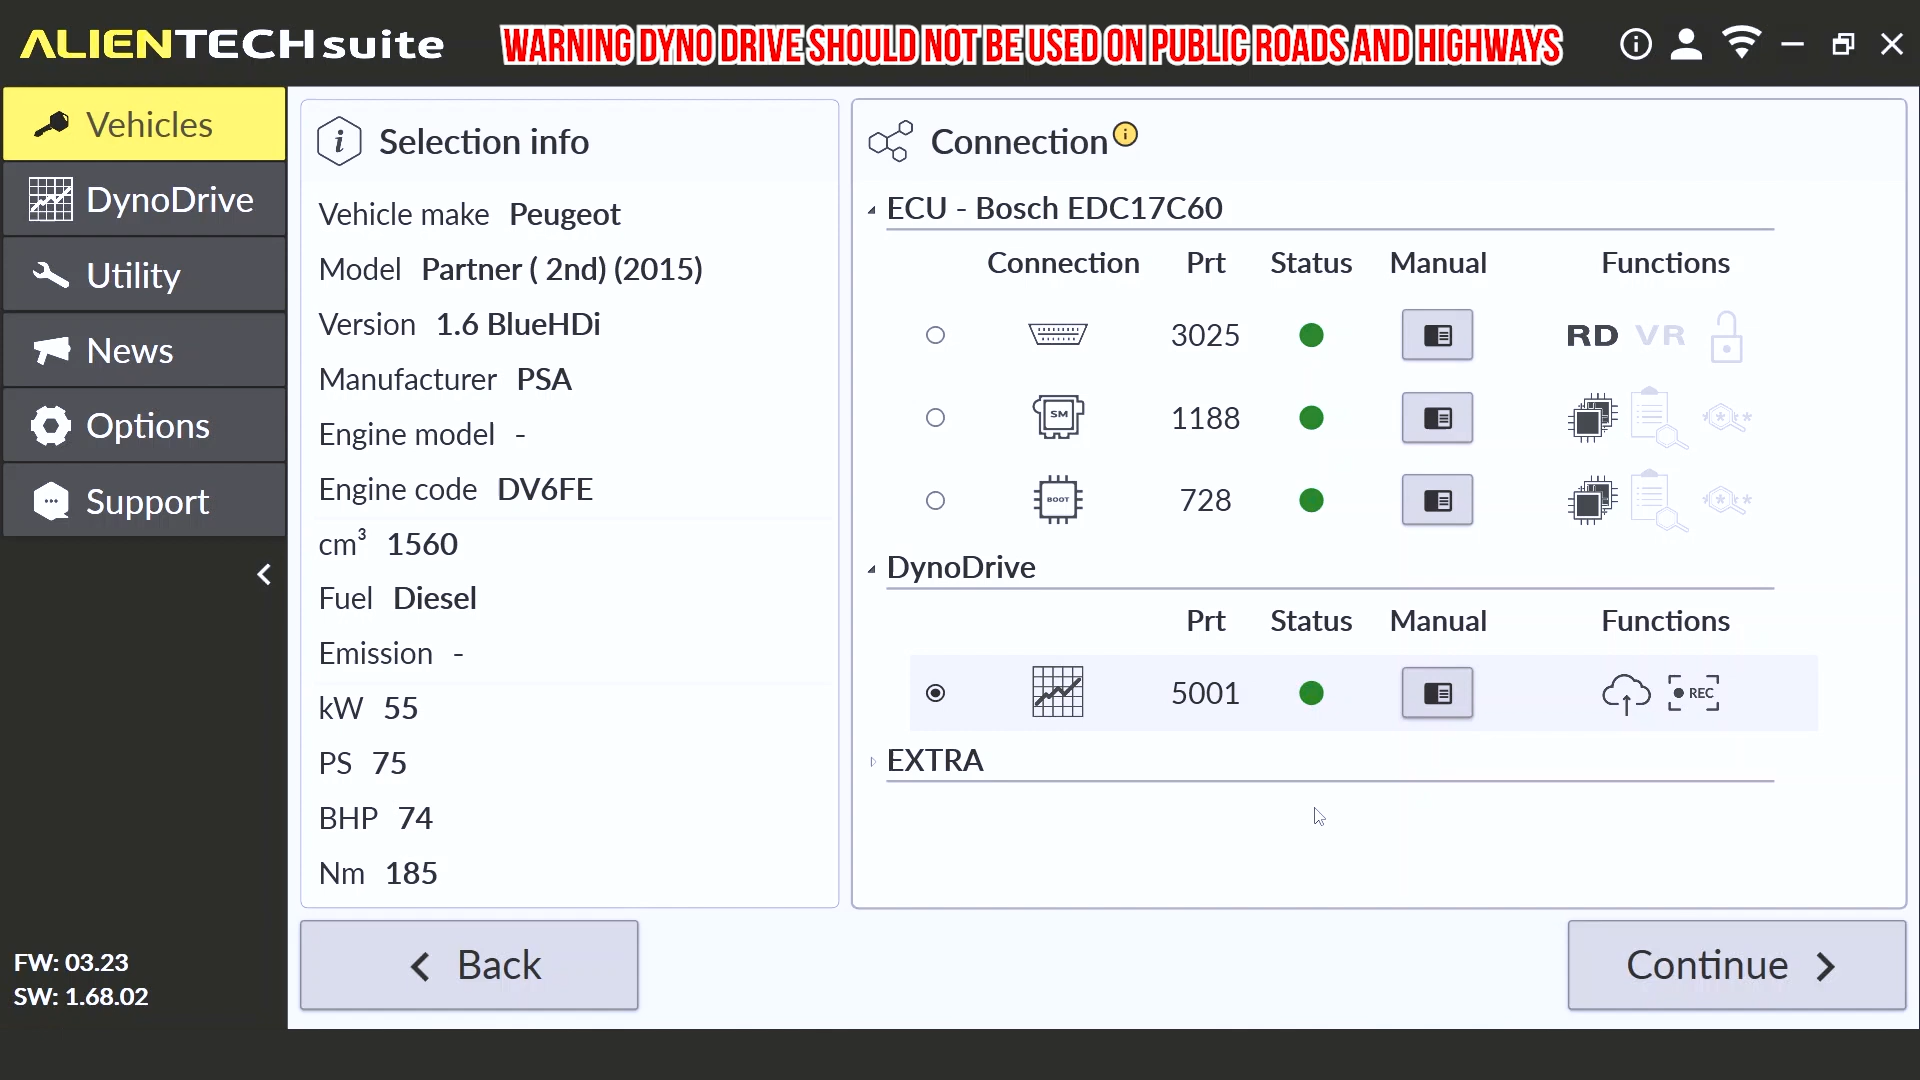 ALIENTECH suite
WARNING DYNO DRIVE SHOULD NOT BE USED ON PUBLIC ROADS AND HIGHWAYS
Vehicles
DynoDrive
Utility
News
Options
Support
FW: 03.23
SW: 1.68.02
Selection info
Vehicle make Peugeot
Model Partner ( 2nd) (2015)
Version 1.6 BlueHDi
Manufacturer PSA
Engine model -
Engine code DV6FE
cm³ 1560
Fuel Diesel
Emission -
kW 55
PS 75
BHP 74
Nm 185
Connection
ECU - Bosch EDC17C60
Connection Prt Status Manual Functions
3025 RD VR
SM 1188
BOOT 728
DynoDrive
Prt Status Manual Functions
5001 REC
EXTRA
Back
Continue